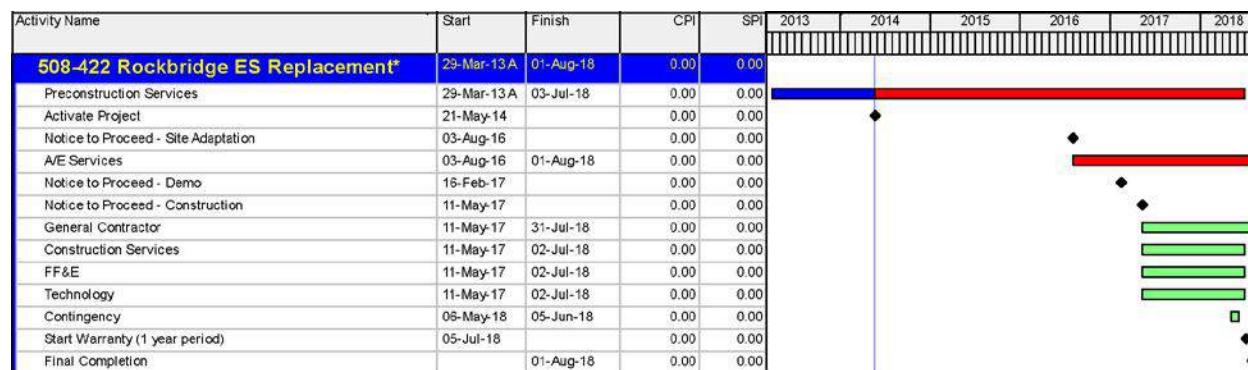 Activity Name Start Finish CPI SPI 2013 2014 2015 2016 2017 2018
508-422 Rockbridge ES Replacement* 29-Mar-13 A 01-Aug-18 0.00 0.00
Preconstruction Services 29-Mar-13 A 03-Jul-18 0.00 0.00
Activate Project 21-May-14 0.00 0.00
Notice to Proceed - Site Adaptation 03-Aug-16 0.00 0.00
A/E Services 03-Aug-16 01-Aug-18 0.00 0.00
Notice to Proceed - Demo 16-Feb-17 0.00 0.00
Notice to Proceed - Construction 11-May-17 0.00 0.00
General Contractor 11-May-17 31-Jul-18 0.00 0.00
Construction Services 11-May-17 02-Jul-18 0.00 0.00
FF&E 11-May-17 02-Jul-18 0.00 0.00
Technology 11-May-17 02-Jul-18 0.00 0.00
Contingency 06-May-18 05-Jun-18 0.00 0.00
Start Warranty (1 year period) 05-Jul-18 0.00 0.00
Final Completion 01-Aug-18 0.00 0.00